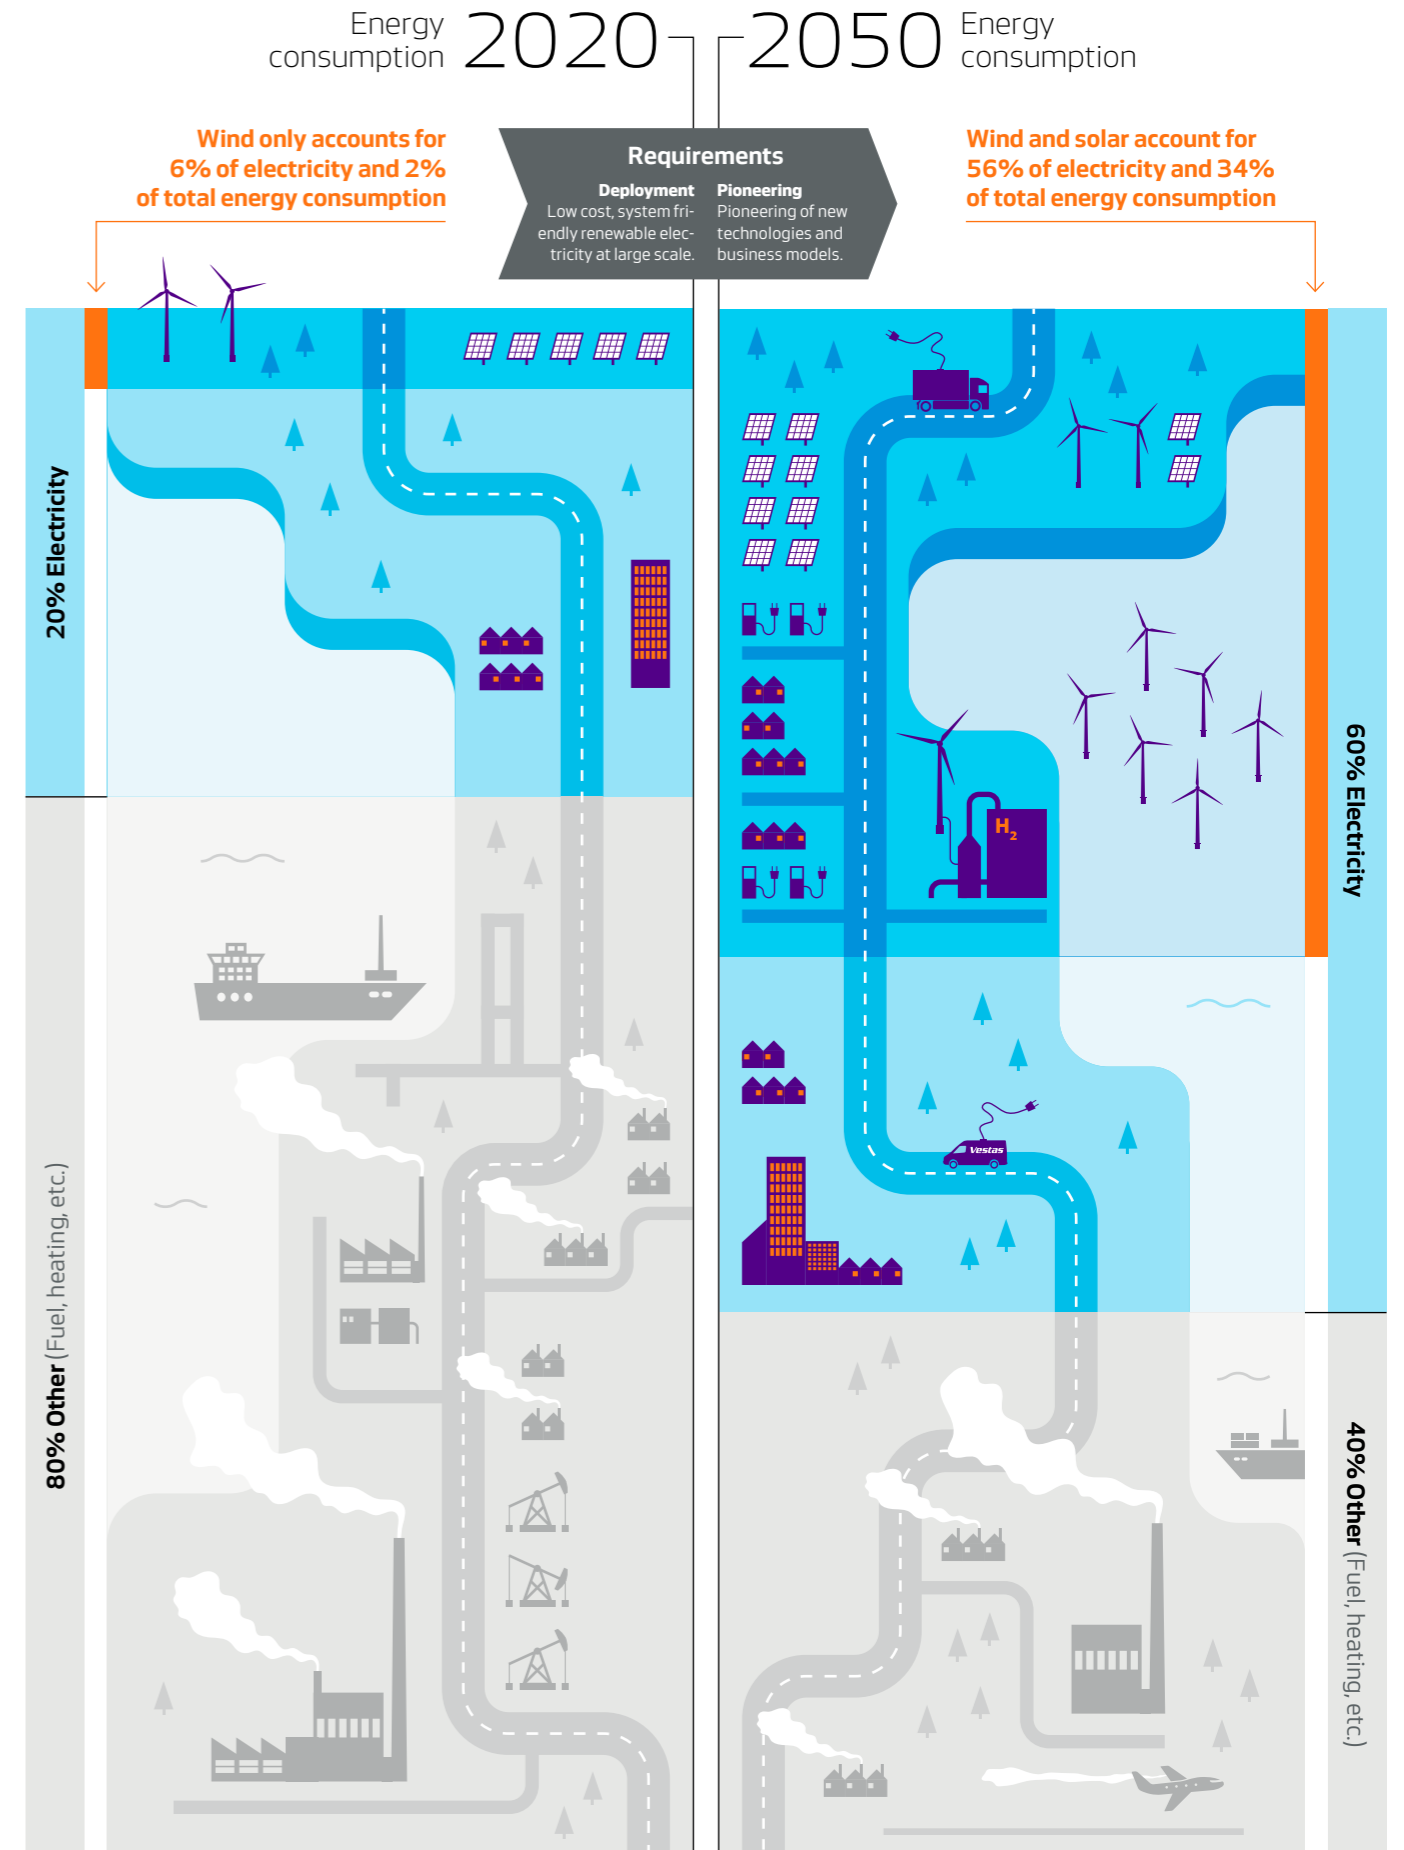 Energy
consumption
2020
2050
Energy
consumption
Wind only accounts for
6% of electricity and 2%
of total energy consumption
Requirements
Deployment
Low cost, system fri-
endly renewable elec-
tricity at large scale.
Pioneering
Pioneering of new
technologies and
business models.
Wind and solar account for
56% of electricity and 34%
of total energy consumption
20% Electricity
80% Other (Fuel, heating, etc.)
H2
Vestas
60% Electricity
40% Other (Fuel, heating, etc.)